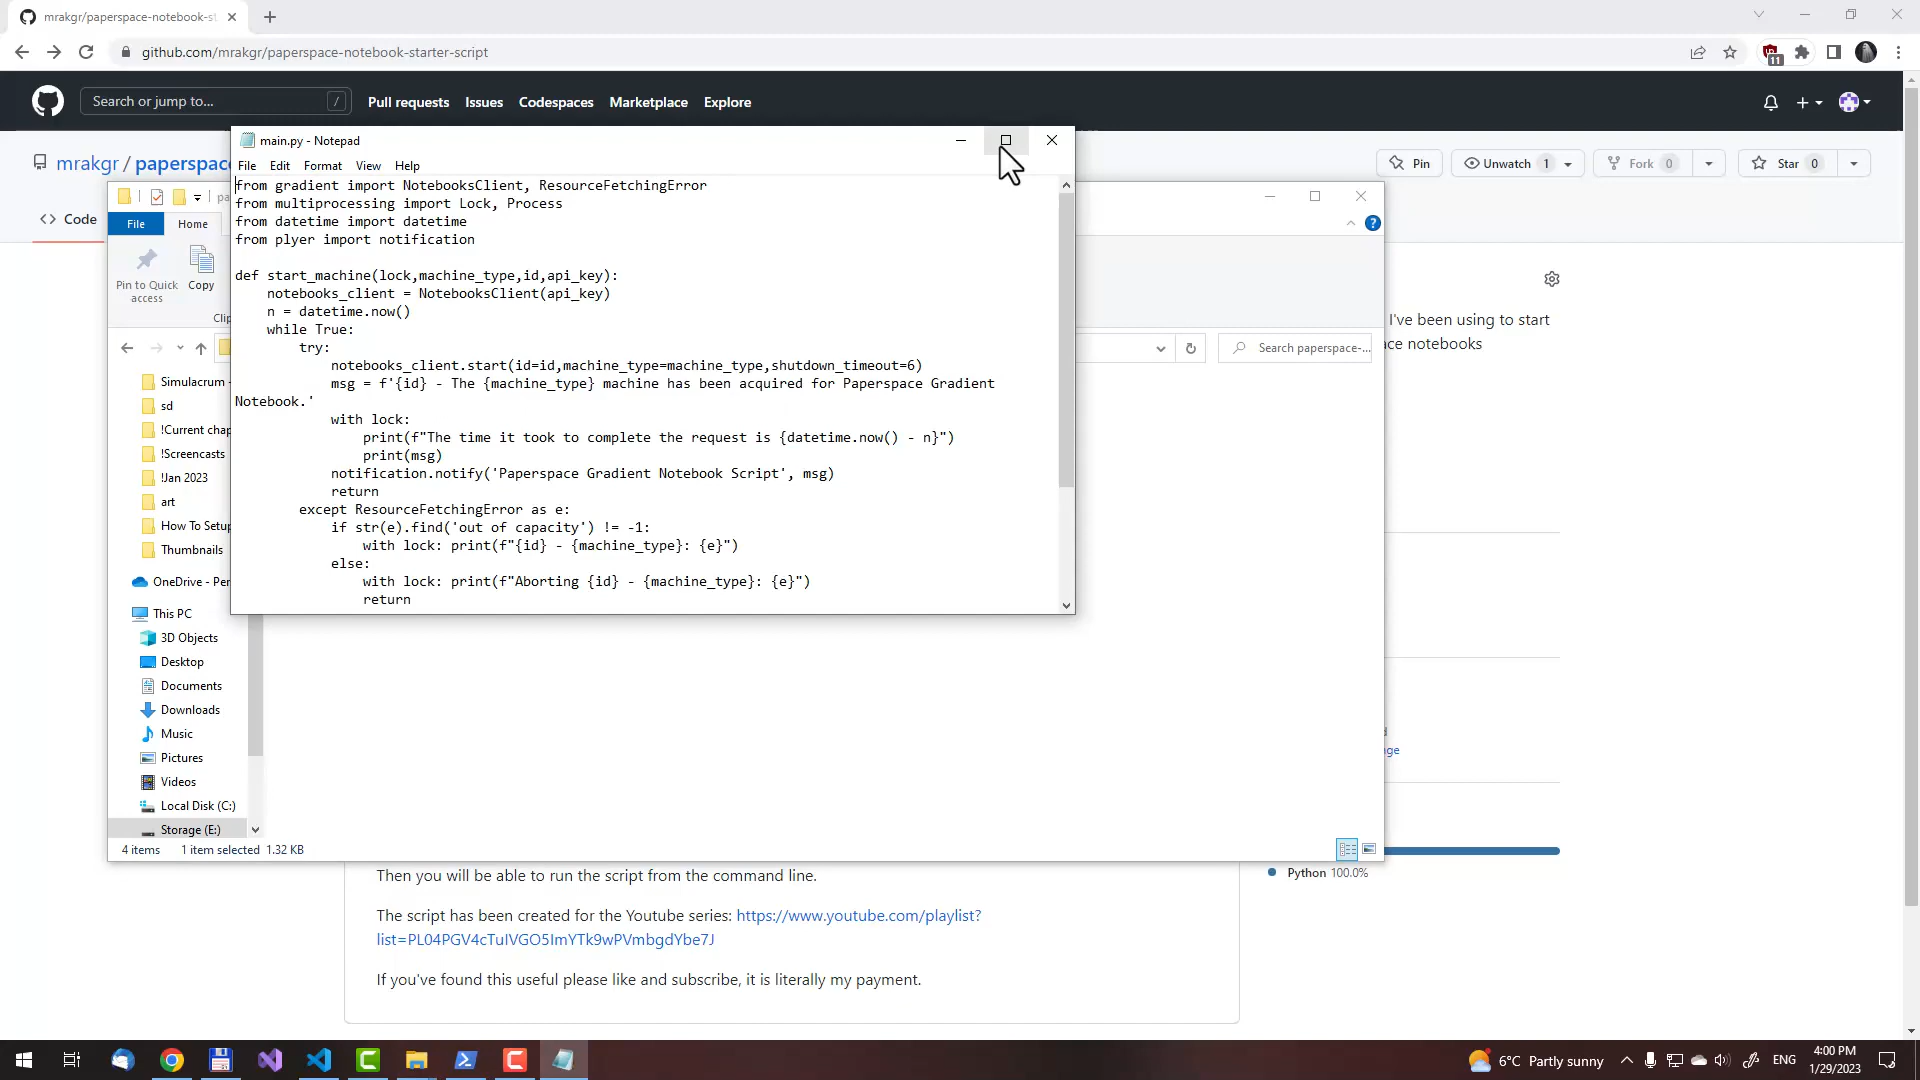 mrakgr/paperspace-notebook-st
github.com/mrakgr/paperspace-notebook-starter-script
11
Search or jump to...
/
Pull requests
Issues
Codespaces
Marketplace
Explore
mrakgr / paperspac
Pin
Unwatch 1
Fork 0
Star 0
Code
main.py - Notepad
File Edit Format View Help
from gradient import NotebooksClient, ResourceFetchingError
from multiprocessing import Lock, Process
from datetime import datetime
from plyer import notification
def start_machine(lock,machine_type,id,api_key):
    notebooks_client = NotebooksClient(api_key)
    n = datetime.now()
    while True:
        try:
            notebooks_client.start(id=id,machine_type=machine_type,shutdown_timeout=6)
            msg = f'{id} - The {machine_type} machine has been acquired for Paperspace Gradient
Notebook.'
            with lock:
                print(f"The time it took to complete the request is {datetime.now() - n}")
                print(msg)
            notification.notify('Paperspace Gradient Notebook Script', msg)
            return
        except ResourceFetchingError as e:
            if str(e).find('out of capacity') != -1:
                with lock: print(f"{id} - {machine_type}: {e}")
            else:
                with lock: print(f"Aborting {id} - {machine_type}: {e}")
                return
pa
File
Home
Pin to Quick
access
Copy
Clip
Search paperspace-...
Simulacrum -
sd
!Current chap
!Screencasts
!Jan 2023
art
How To Setup
Thumbnails
OneDrive - Per
This PC
3D Objects
Desktop
Documents
Downloads
Music
Pictures
Videos
Local Disk (C:)
Storage (E:)
4 items 1 item selected 1.32 KB
I've been using to start
ce notebooks
ge
Python 100.0%
Then you will be able to run the script from the command line.
The script has been created for the Youtube series: https://www.youtube.com/playlist?
list=PL04PGV4cTuIVGO5ImYTk9wPVmbgdYbe7J
If you've found this useful please like and subscribe, it is literally my payment.
6°C Partly sunny
ENG
4:00 PM
1/29/2023